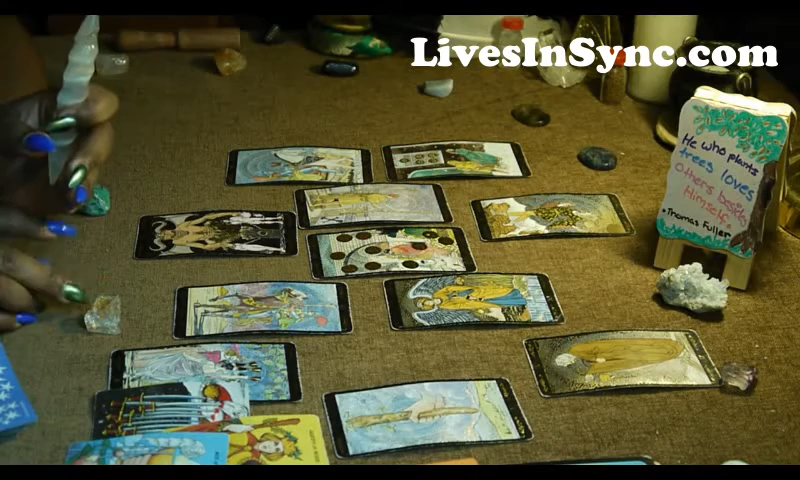 LivesInSync.com
He who plants
trees loves
others besides
Himself"
•Thomas Fuller